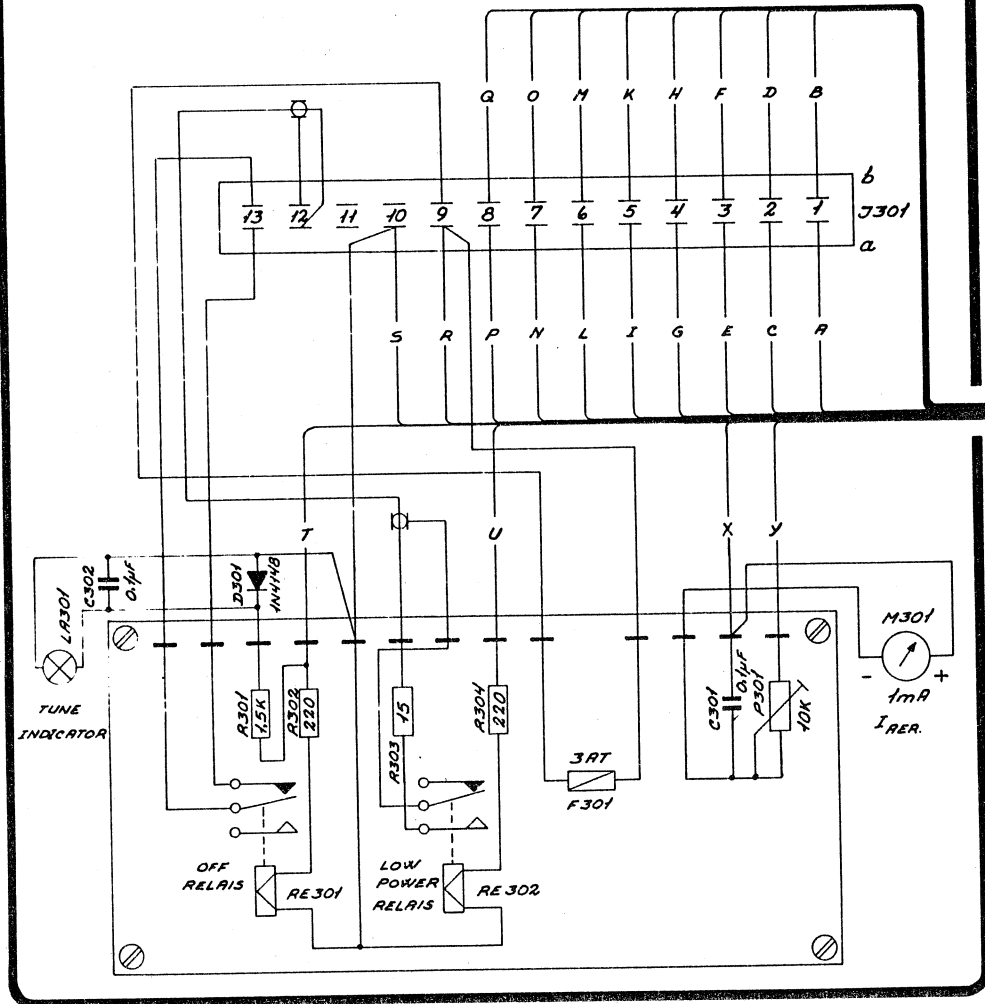 Q O M K H F D B
b
13 12 11 10 9 8 7 6 5 4 3 2 1
J301
a
S R P N L I G E C A
T U X Y
LA301
C302
0.1µF
D301
1N4148
TUNE
INDICATOR
R301
1.5K
R302
220
R303
15
R304
220
3AT
F301
C301
0.1µF
P301
10K
M301
- +
1mA
I AER.
OFF
RELAIS
RE301
LOW
POWER
RELAIS
RE302